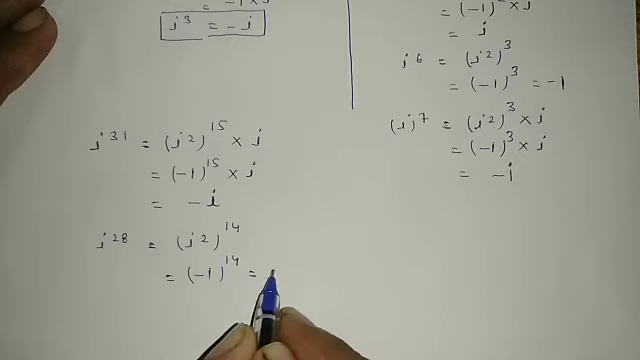 = -1 × i
i³ = -i
i³¹ = (i²)¹⁵ × i
= (-1)¹⁵ × i
= -i
i²⁸ = (i²)¹⁴
= (-1)¹⁴ =
= (-1) × i
= i
i⁶ = (i²)³
= (-1)³ = -1
(i)⁷ = (i²)³ × i
= (-1)³ × i
= -i